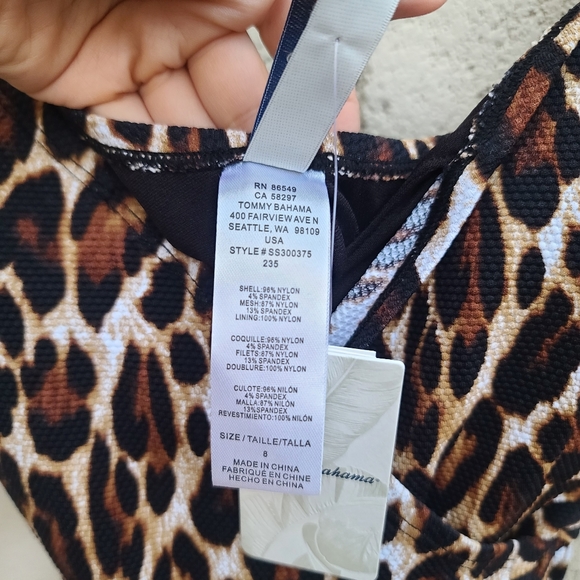 RN 86549
CA 58297
TOMMY BAHAMA
400 FAIRVIEW AVE N
SEATTLE, WA 98109
USA
STYLE # SS300375
235
SHELL:96% NYLON
4% SPANDEX
MESH:87% NYLON
13% SPANDEX
LINING:100% NYLON
COQUILLE:96% NYLON
4% SPANDEX
FILETS:87% NYLON
13% SPANDEX
DOUBLURE:100% NYLON
CULOTE:96% NILÓN
4% SPANDEX
MALLA:87% NILÓN
13%SPANDEX
REVESTIMIENTO:100% NILÓN
SIZE / TAILLE/TALLA
8
MADE IN CHINA
FABRIQUÉ EN CHINE
HECHO EN CHINA
ahama